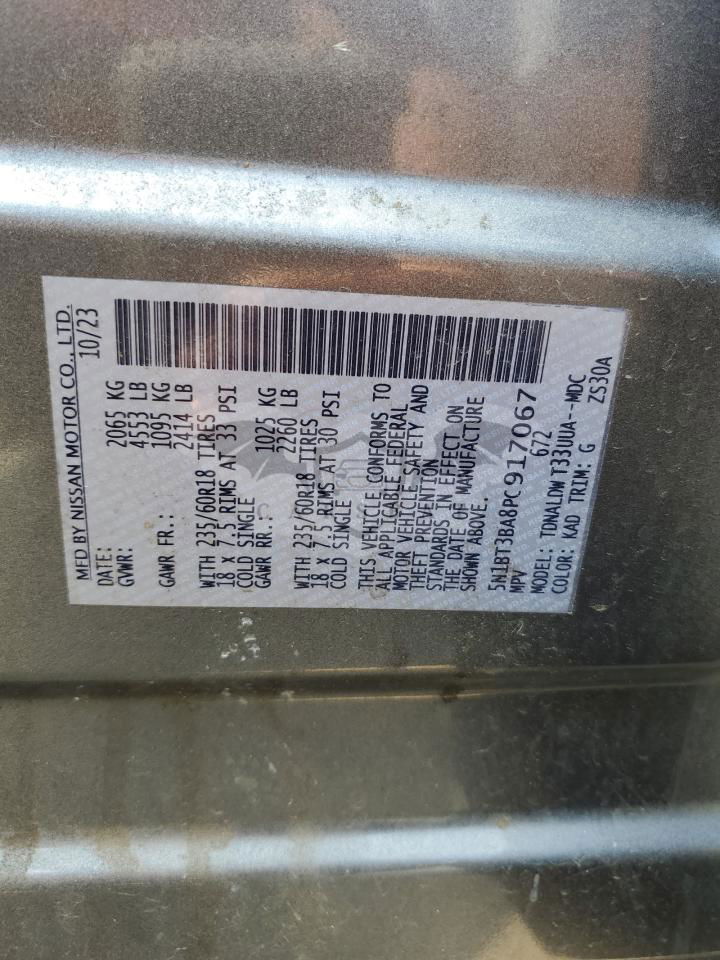 MFD BY NISSAN MOTOR CO., LTD.
DATE: 10/23
GVWR: 2065 KG
4553 LB
GAWR FR.: 1095 KG
2414 LB
WITH 235/60R18 TIRES
18 X 7.5 RIMS AT 33 PSI
COLD SINGLE
GAWR RR.: 1025 KG
2260 LB
WITH 235/60R18 TIRES
18 X 7.5 RIMS AT 30 PSI
COLD SINGLE
THIS VEHICLE CONFORMS TO
ALL APPLICABLE FEDERAL
MOTOR VEHICLE SAFETY AND
THEFT PREVENTION
STANDARDS IN EFFECT ON
THE DATE OF MANUFACTURE
SHOWN ABOVE.
5N1BT3BA8PC917067
MPV 672
MODEL: TDNALDW T33UUA--MDC
COLOR: KAD TRIM: G ZS30A